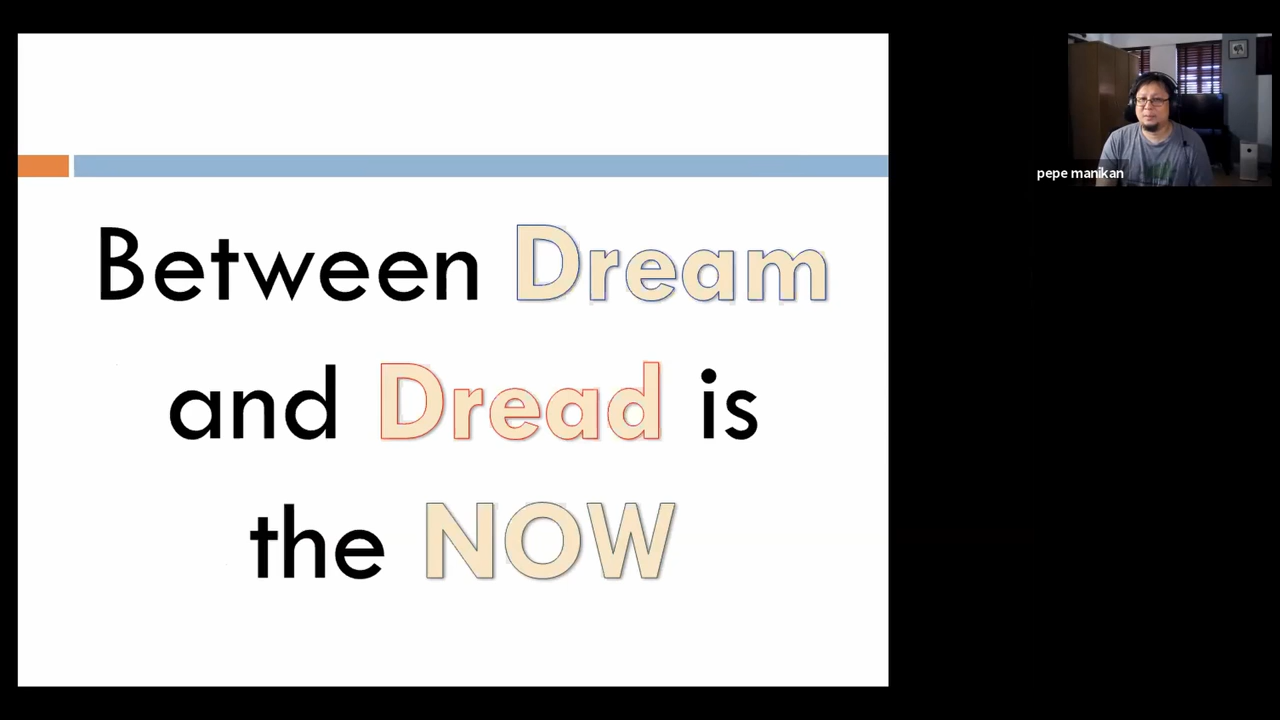 Between Dream
and Dread is
the NOW
pepe manikan